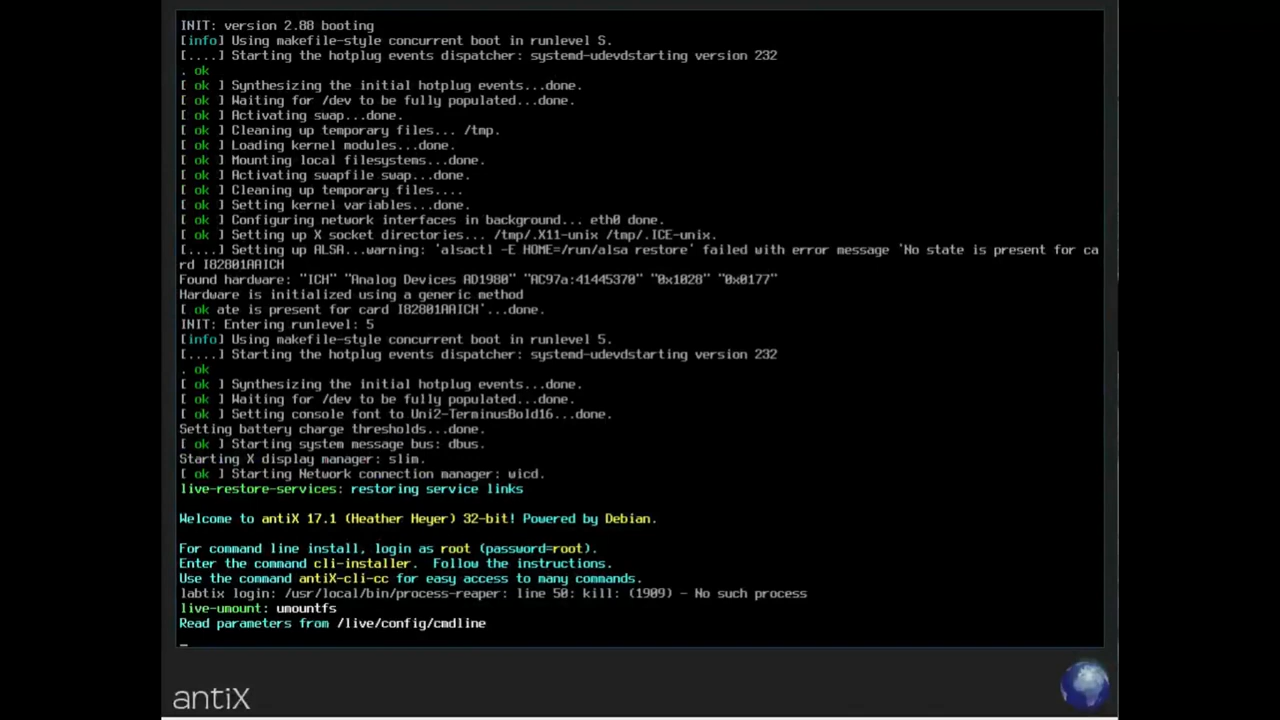 INIT: version 2.88 booting
[info] Using makefile-style concurrent boot in runlevel S.
[....] Starting the hotplug events dispatcher: systemd-udevdstarting version 232
. ok
[ ok ] Synthesizing the initial hotplug events...done.
[ ok ] Waiting for /dev to be fully populated...done.
[ ok ] Activating swap...done.
[ ok ] Cleaning up temporary files... /tmp.
[ ok ] Loading kernel modules...done.
[ ok ] Mounting local filesystems...done.
[ ok ] Activating swapfile swap...done.
[ ok ] Cleaning up temporary files....
[ ok ] Setting kernel variables...done.
[ ok ] Configuring network interfaces in background... eth0 done.
[ ok ] Setting up X socket directories... /tmp/.X11-unix /tmp/.ICE-unix.
[....] Setting up ALSA...warning: 'alsactl -E HOME=/run/alsa restore' failed with error message 'No state is present for ca
rd I82801AAICH
Found hardware: "ICH" "Analog Devices AD1980" "AC97a:41445370" "0x1028" "0x0177"
Hardware is initialized using a generic method
[ ok ate is present for card I82801AAICH'...done.
INIT: Entering runlevel: 5
[info] Using makefile-style concurrent boot in runlevel 5.
[....] Starting the hotplug events dispatcher: systemd-udevdstarting version 232
. ok
[ ok ] Synthesizing the initial hotplug events...done.
[ ok ] Waiting for /dev to be fully populated...done.
[ ok ] Setting console font to Uni2-TerminusBold16...done.
Setting battery charge thresholds...done.
[ ok ] Starting system message bus: dbus.
Starting X display manager: slim.
[ ok ] Starting Network connection manager: wicd.
live-restore-services: restoring service links
Welcome to antiX 17.1 (Heather Heyer) 32-bit! Powered by Debian.
For command line install, login as root (password=root).
Enter the command cli-installer.  Follow the instructions.
Use the command antiX-cli-cc for easy access to many commands.
labtix login: /usr/local/bin/process-reaper: line 50: kill: (1909) - No such process
live-umount: umountfs
Read parameters from /live/config/cmdline
antiX